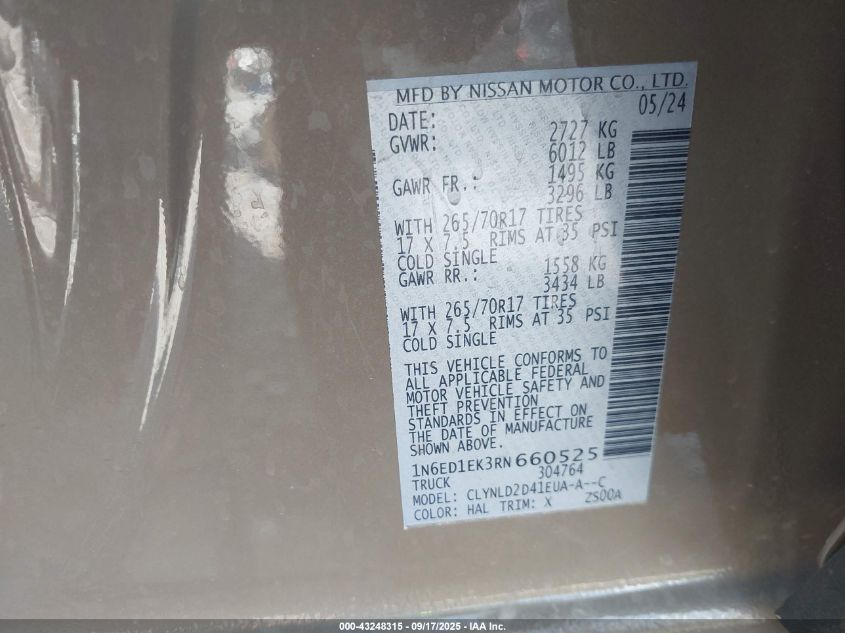 MFD BY NISSAN MOTOR CO., LTD.
DATE: 05/24
GVWR: 2727 KG
6012 LB
GAWR FR.: 1495 KG
3296 LB
WITH 265/70R17 TIRES
17 X 7.5 RIMS AT 35 PSI
COLD SINGLE
GAWR RR.: 1558 KG
3434 LB
WITH 265/70R17 TIRES
17 X 7.5 RIMS AT 35 PSI
COLD SINGLE
THIS VEHICLE CONFORMS TO
ALL APPLICABLE FEDERAL
MOTOR VEHICLE SAFETY AND
THEFT PREVENTION
STANDARDS IN EFFECT ON
THE DATE OF MANUFACTURE
SHOWN ABOVE.
1N6ED1EK3RN660525
TRUCK 304764
MODEL: CLYNLD2D41EUA-A--C
COLOR: HAL TRIM: X ZS00A
000-43248315 - 09/17/2025 - IAA Inc.